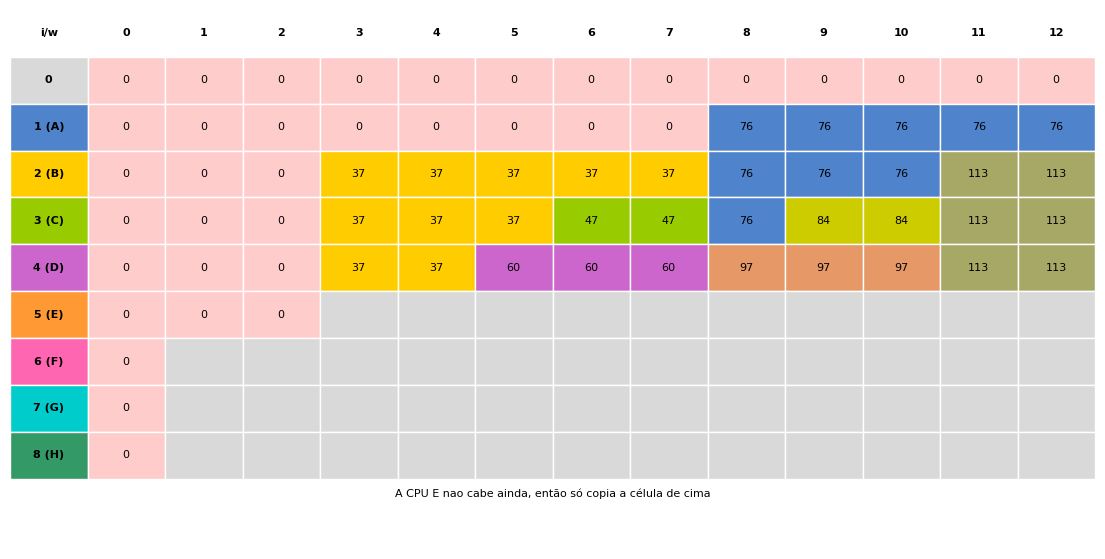 i/w 0 1 2 3 4 5 6 7 8 9 10 11 12
0 0 0 0 0 0 0 0 0 0 0 0 0 0
1 (A) 0 0 0 0 0 0 0 0 76 76 76 76 76
2 (B) 0 0 0 37 37 37 37 37 76 76 76 113 113
3 (C) 0 0 0 37 37 37 47 47 76 84 84 113 113
4 (D) 0 0 0 37 37 60 60 60 97 97 97 113 113
5 (E) 0 0 0
6 (F) 0
7 (G) 0
8 (H) 0
A CPU E nao cabe ainda, então só copia a célula de cima